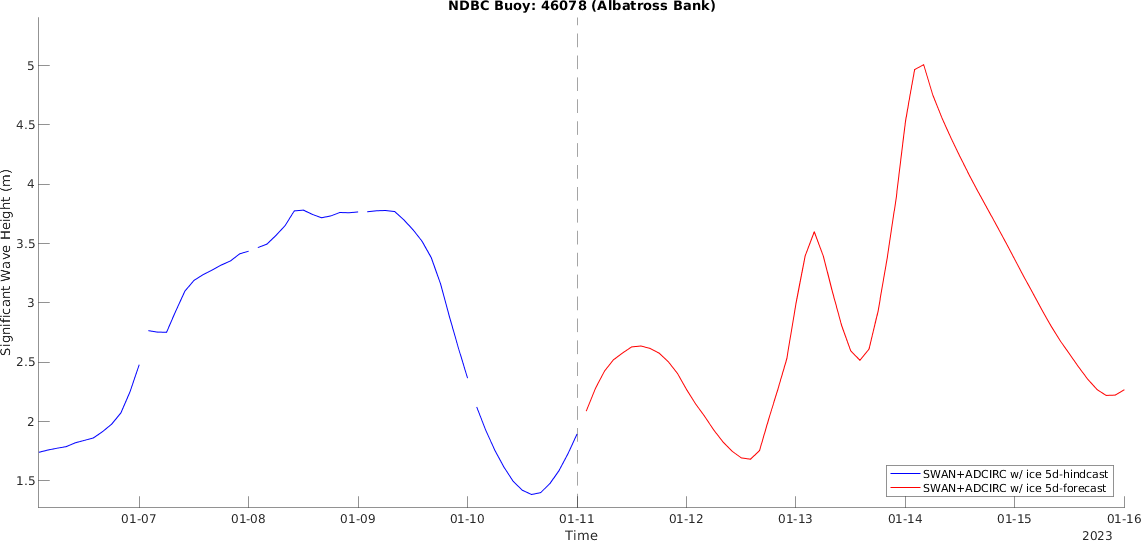 NDBC Buoy: 46078 (Albatross Bank)
Significant Wave Height (m)
5
4.5
4
3.5
3
2.5
2
1.5
SWAN+ADCIRC w/ ice 5d-hindcast
SWAN+ADCIRC w/ ice 5d-forecast
01-07 01-08 01-09 01-10 01-11 01-12 01-13 01-14 01-15 01-16
Time
2023